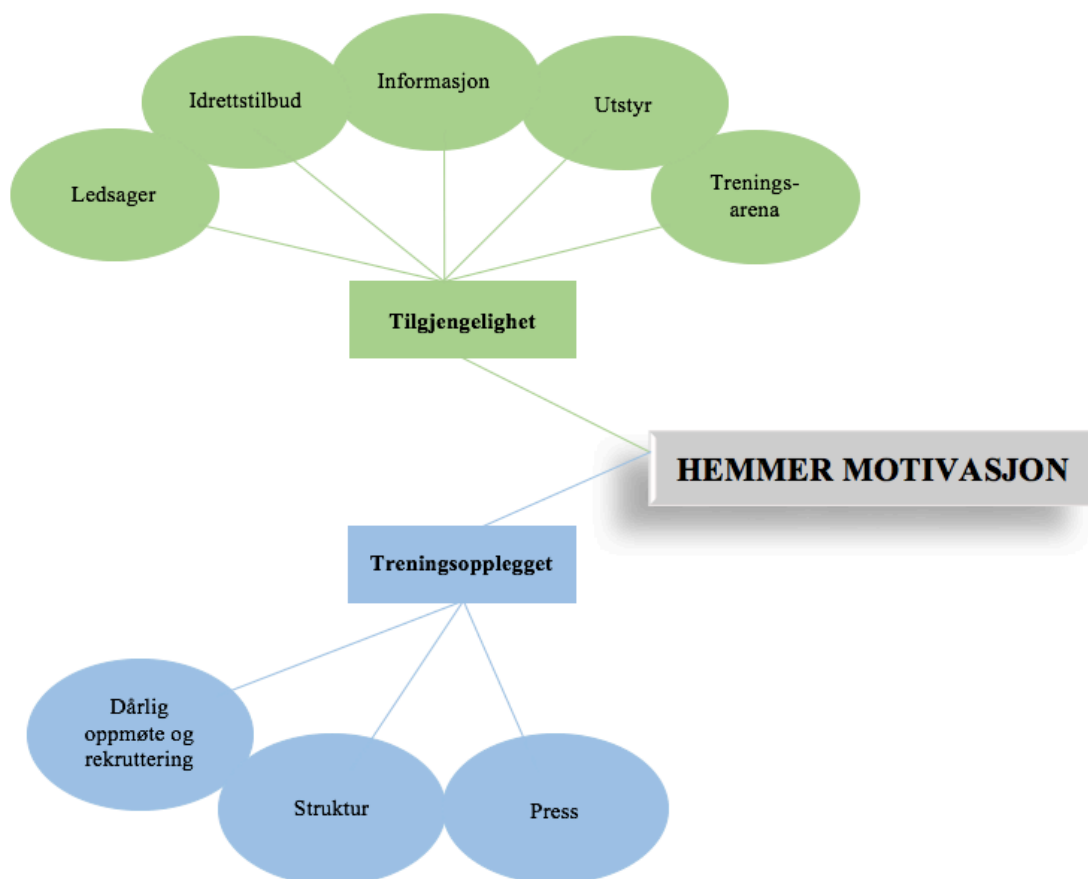 Informasjon
Idrettstilbud
Utstyr
Ledsager
Trenings-
arena
Tilgjengelighet
HEMMER MOTIVASJON
Treningsopplegget
Dårlig
oppmøte og
rekruttering
Struktur
Press